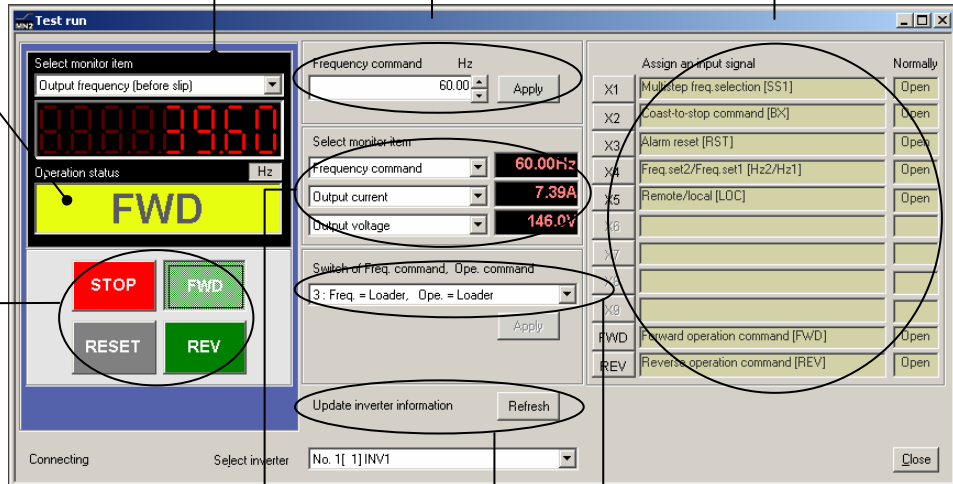 MN2 Test run
Select monitor item
Output frequency (before slip)
39.60
Operation status
Hz
FWD
STOP
FWD
RESET
REV
Frequency command Hz
60.00
Apply
Select monitor item
Frequency command
60.00Hz
Output current
7.39A
Output voltage
146.0V
Switch of Freq. command, Ope. command
3 : Freq. = Loader, Ope. = Loader
Apply
Update inverter information
Refresh
Assign an input signal Normally
X1 Multistep freq.selection [SS1] Open
X2 Coast-to-stop command [BX] Open
X3 Alarm reset [RST] Open
X4 Freq.set2/Freq.set1 [Hz2/Hz1] Open
X5 Remote/local [LOC] Open
X6
X7
X8
X9
FWD Forward operation command [FWD] Open
REV Reverse operation command [REV] Open
Connecting
Select inverter
No. 1[ 1] INV1
Close